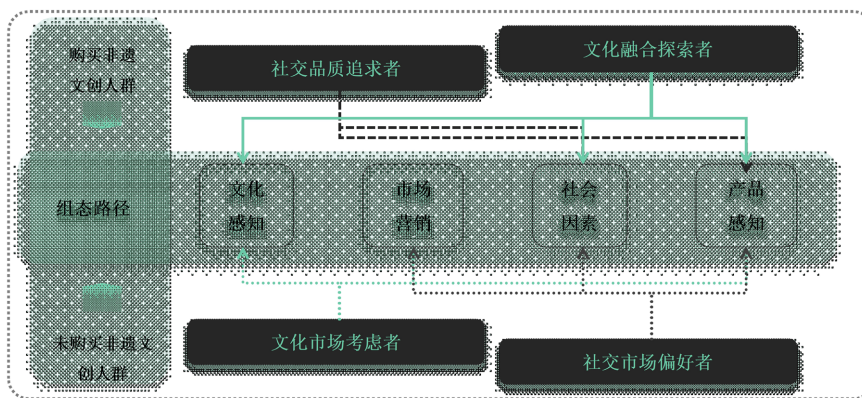 购买非遗
文创人群
社交品质追求者
文化融合探索者
组态路径
文化
感知
市场
营销
社会
因素
产品
感知
未购买非遗文
创人群
文化市场考虑者
社交市场偏好者